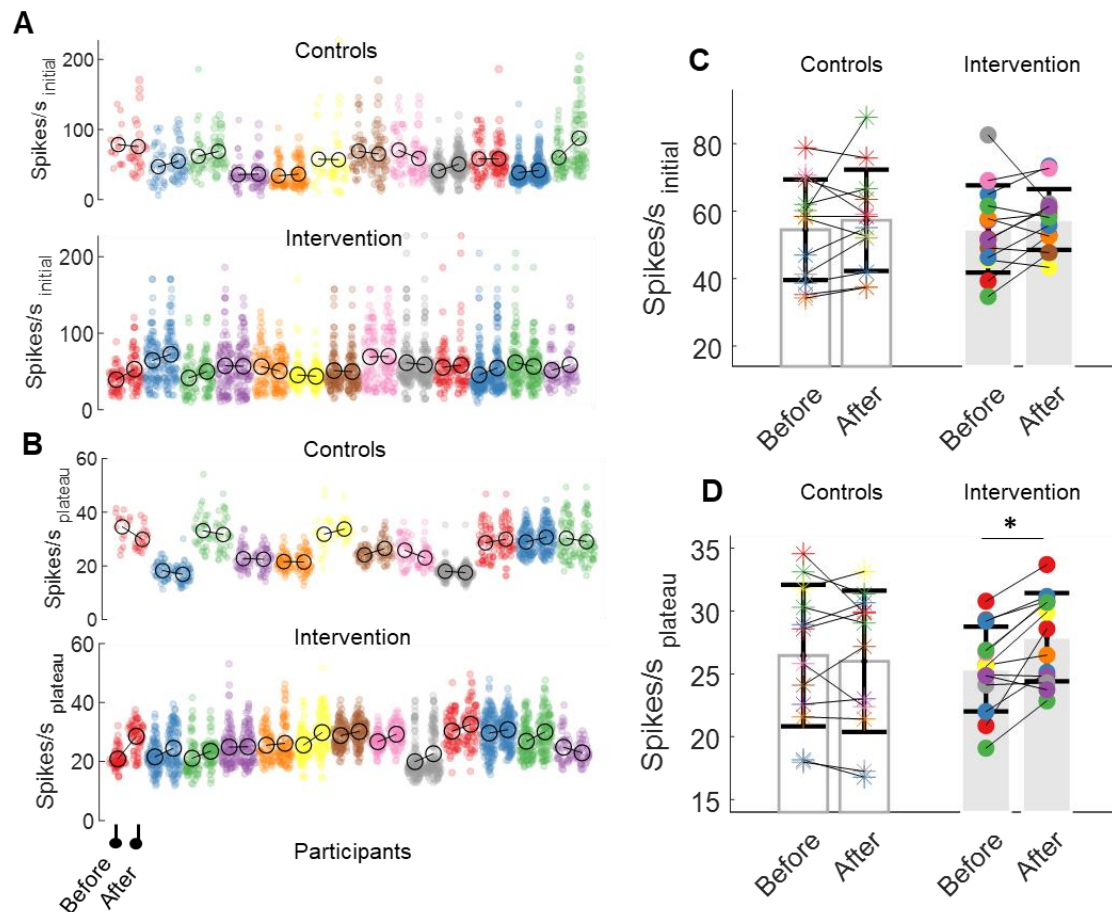 A
Controls
Spikes/s initial
200
100
0
Intervention
Spikes/s initial
200
100
0
B
Controls
Spikes/s plateau
60
40
20
0
Intervention
Spikes/s plateau
60
40
20
0
Before
After
Participants
C
Controls
Intervention
Spikes/s initial
80
60
40
20
Before
After
Before
After
D
Controls
Intervention
*
Spikes/s plateau
35
30
25
20
15
Before
After
Before
After